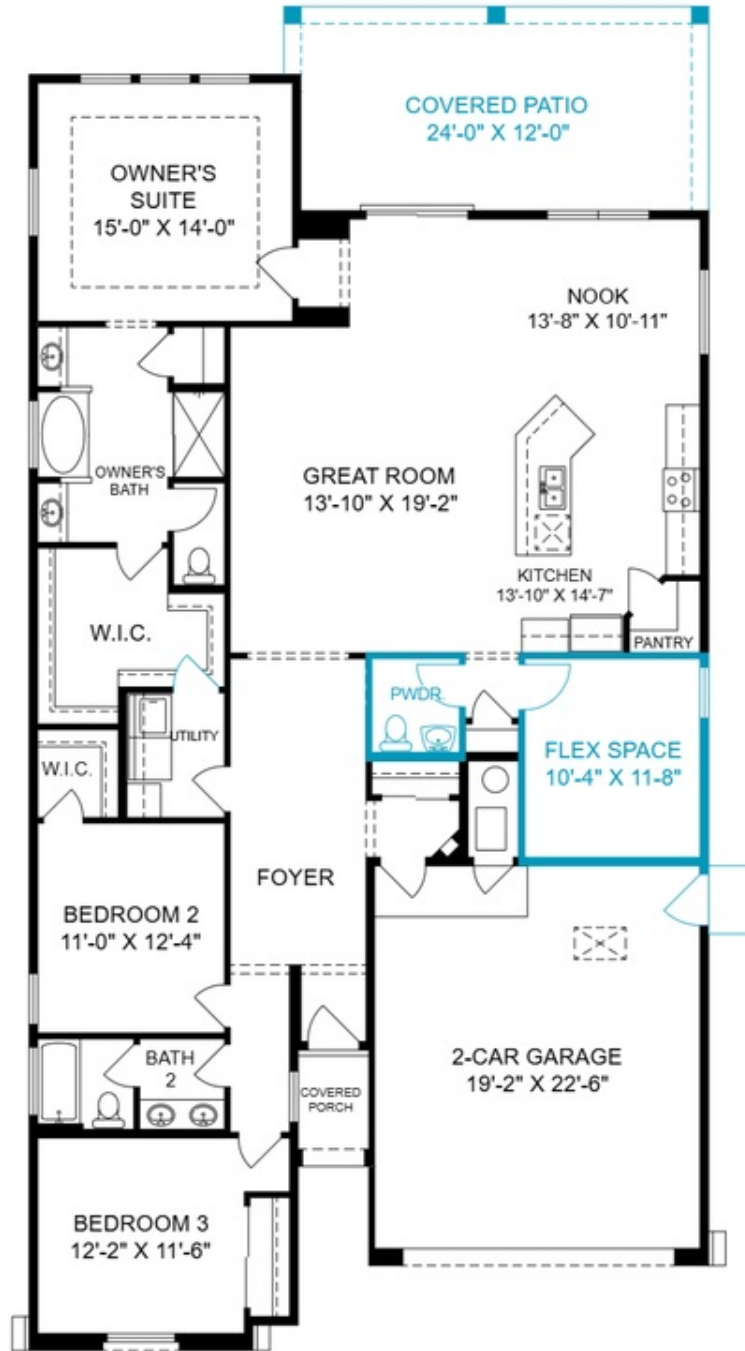 COVERED PATIO
24'-0" X 12'-0"
OWNER'S
SUITE
15'-0" X 14'-0"
NOOK
13'-8" X 10'-11"
OWNER'S
BATH
GREAT ROOM
13'-10" X 19'-2"
KITCHEN
13'-10" X 14'-7"
PANTRY
W.I.C.
PWDR.
UTILITY
FLEX SPACE
10'-4" X 11'-8"
W.I.C.
FOYER
BEDROOM 2
11'-0" X 12'-4"
BATH
2
2-CAR GARAGE
19'-2" X 22'-6"
COVERED
PORCH
BEDROOM 3
12'-2" X 11'-6"